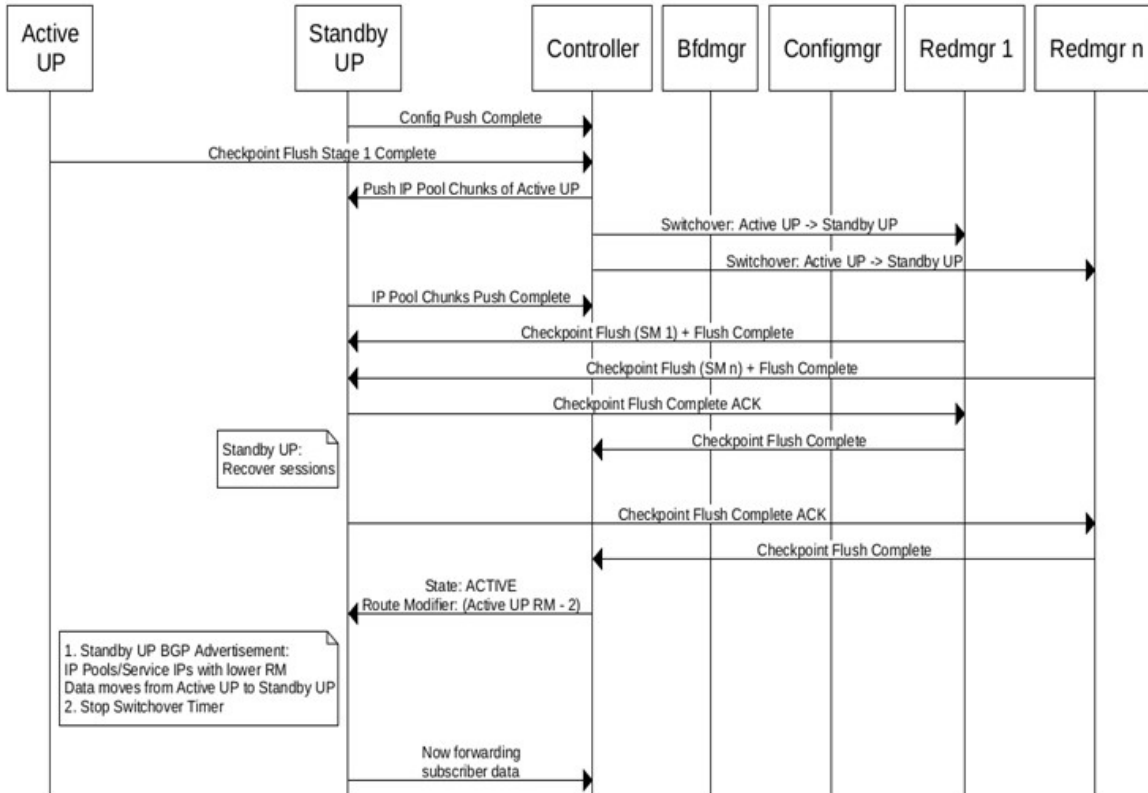 Active
UP
Standby
UP
Controller
Bfdmgr
Configmgr
Redmgr 1
Redmgr n
Config Push Complete
Checkpoint Flush Stage 1 Complete
Push IP Pool Chunks of Active UP
Switchover: Active UP -> Standby UP
Switchover: Active UP -> Standby UP
IP Pool Chunks Push Complete
Checkpoint Flush (SM 1) + Flush Complete
Checkpoint Flush (SM n) + Flush Complete
Checkpoint Flush Complete ACK
Checkpoint Flush Complete
Standby UP:
Recover sessions
Checkpoint Flush Complete ACK
Checkpoint Flush Complete
State: ACTIVE
Route Modifier: (Active UP RM - 2)
1. Standby UP BGP Advertisement:
IP Pools/Service IPs with lower RM
Data moves from Active UP to Standby UP
2. Stop Switchover Timer
Now forwarding
subscriber data